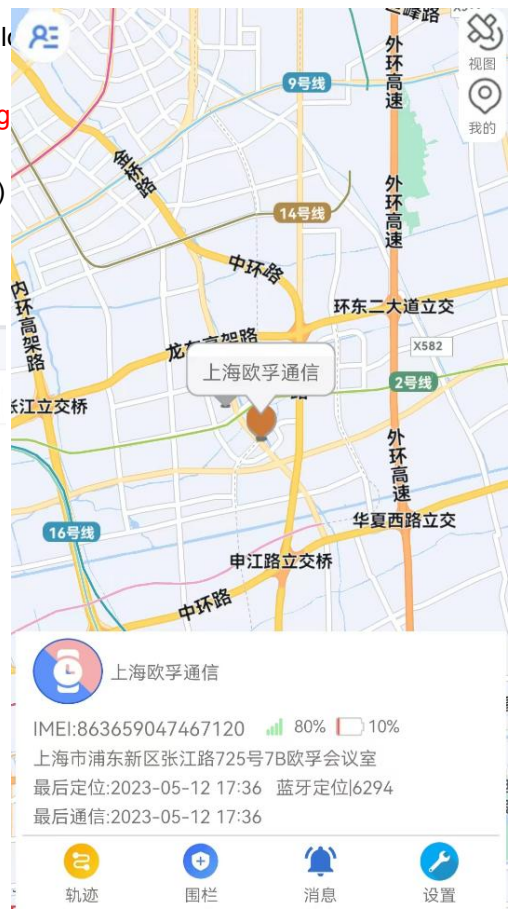 视图
我的
外环高速
9号线
金桥路
14号线
外环高速
中环路
内环高架路
环东二大道立交
X582
上海欧孚通信
2号线
张江立交桥
外环高速
16号线
华夏西路立交
申江路立交桥
中环路
上海欧孚通信
IMEI:863659047467120 80% 10%
上海市浦东新区张江路725号7B欧孚会议室
最后定位:2023-05-12 17:36 蓝牙定位|6294
最后通信:2023-05-12 17:36
轨迹 围栏 消息 设置